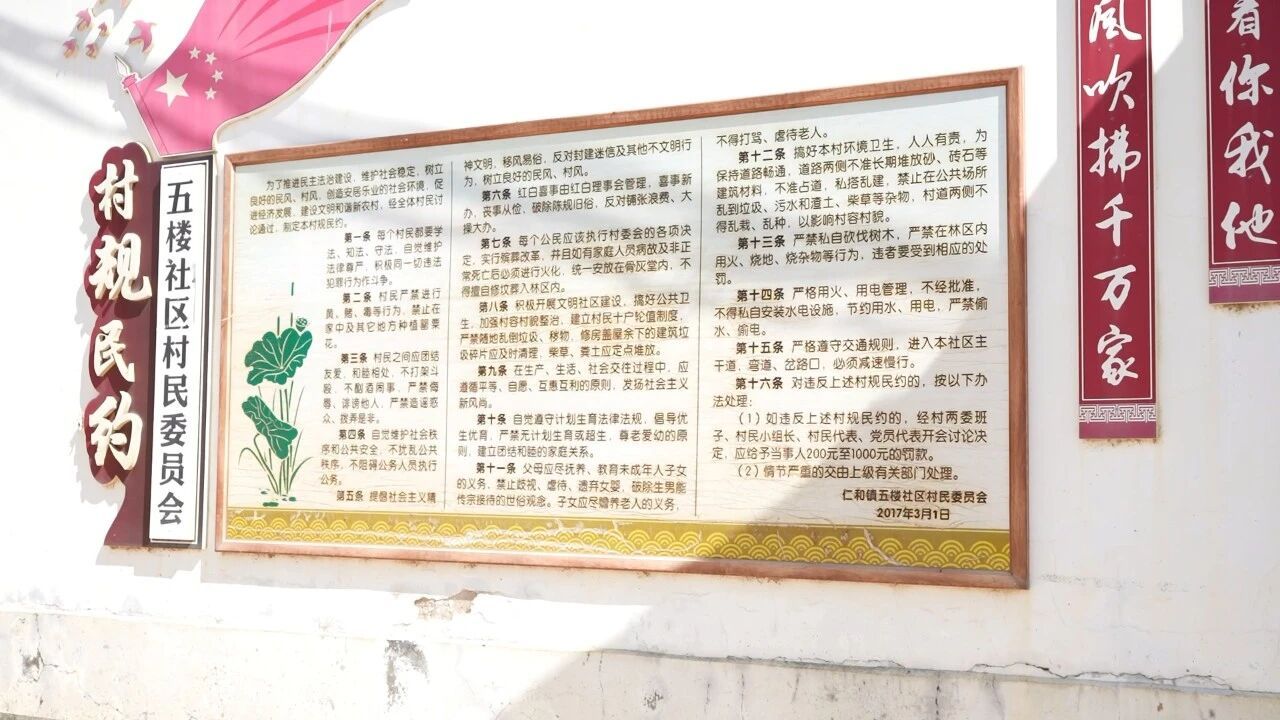 村规民约
五楼社区村民委员会
为了推进民主法治建设，维护社会稳定，树立
良好的民风、村风，创造安居乐业的社会环境，促
进经济发展，建设文明和谐新农村，经全体村民讨
论通过，制定本村规民约。
第一条 每个村民都要学
法、知法、守法、自觉维护
法律尊严，积极同一切违法
犯罪行为作斗争。
第二条 村民严禁进行
黄、赌、毒等行为，禁止在
家中及其它地方种植罂粟
花。
第三条 村民之间应团结
友爱，和睦相处，不打架斗
殴，不酗酒闹事，严禁侮
辱、诽谤他人，严禁造谣惑
众、拨弄是非。
第四条 自觉维护社会秩
序和公共安全，不扰乱公共
秩序，不阻碍公务人员执行
公务。
第五条 提倡社会主义精
神文明，移风易俗，反对封建迷信及其他不文明行
为，树立良好的民风、村风。
第六条 红白喜事由红白理事会管理，喜事新
办，丧事从俭，破除陈规旧俗，反对铺张浪费、大
操大办。
第七条 每个公民应该执行村委会的各项决
定，实行殡葬改革，并且如有家庭人员病故及非正
常死亡后必须进行火化，统一安放在骨灰堂内，不
得擅自修坟葬入林区内。
第八条 积极开展文明社区建设，搞好公共卫
生，加强村容村貌整治，建立村民十户轮值制度，
严禁随地乱倒垃圾、秽物，修房盖屋余下的建筑垃
圾碎片应及时清理，柴草、粪土应定点堆放。
第九条 在生产、生活、社会交往过程中，应
遵循平等、自愿、互惠互利的原则，发扬社会主义
新风尚。
第十条 自觉遵守计划生育法律法规，倡导优
生优育，严禁无计划生育或超生，尊老爱幼的原
则，建立团结和睦的家庭关系。
第十一条 父母应尽抚养、教育未成年人子女
的义务，禁止歧视、虐待、遗弃女婴，破除生男能
传宗接待的世俗观念。子女应尽赡养老人的义务，
不得打骂、虐待老人。
第十二条 搞好本村环境卫生，人人有责，为
保持道路畅通，道路两侧不准长期堆放砂、砖石等
建筑材料，不准占道，私搭乱建，禁止在公共场所
乱到垃圾、污水和渣土、柴草等杂物，村道两侧不
得乱栽、乱种，以影响村容村貌。
第十三条 严禁私自砍伐树木，严禁在林区内
用火、烧地、烧杂物等行为，违者要受到相应的处
罚。
第十四条 严格用火、用电管理，不经批准，
不得私自安装水电设施，节约用水、用电，严禁偷
水、偷电。
第十五条 严格遵守交通规则，进入本社区主
干道，弯道、岔路口，必须减速慢行。
第十六条 对违反上述村规民约的，按以下办
法处理：
（1）如违反上述村规民约的，经村两委班
子、村民小组长、村民代表、党员代表开会讨论决
定，应给予当事人200元至1000元的罚款。
（2）情节严重的交由上级有关部门处理。
仁和镇五楼社区村民委员会
2017年3月1日
風吹拂千万家
看你我他